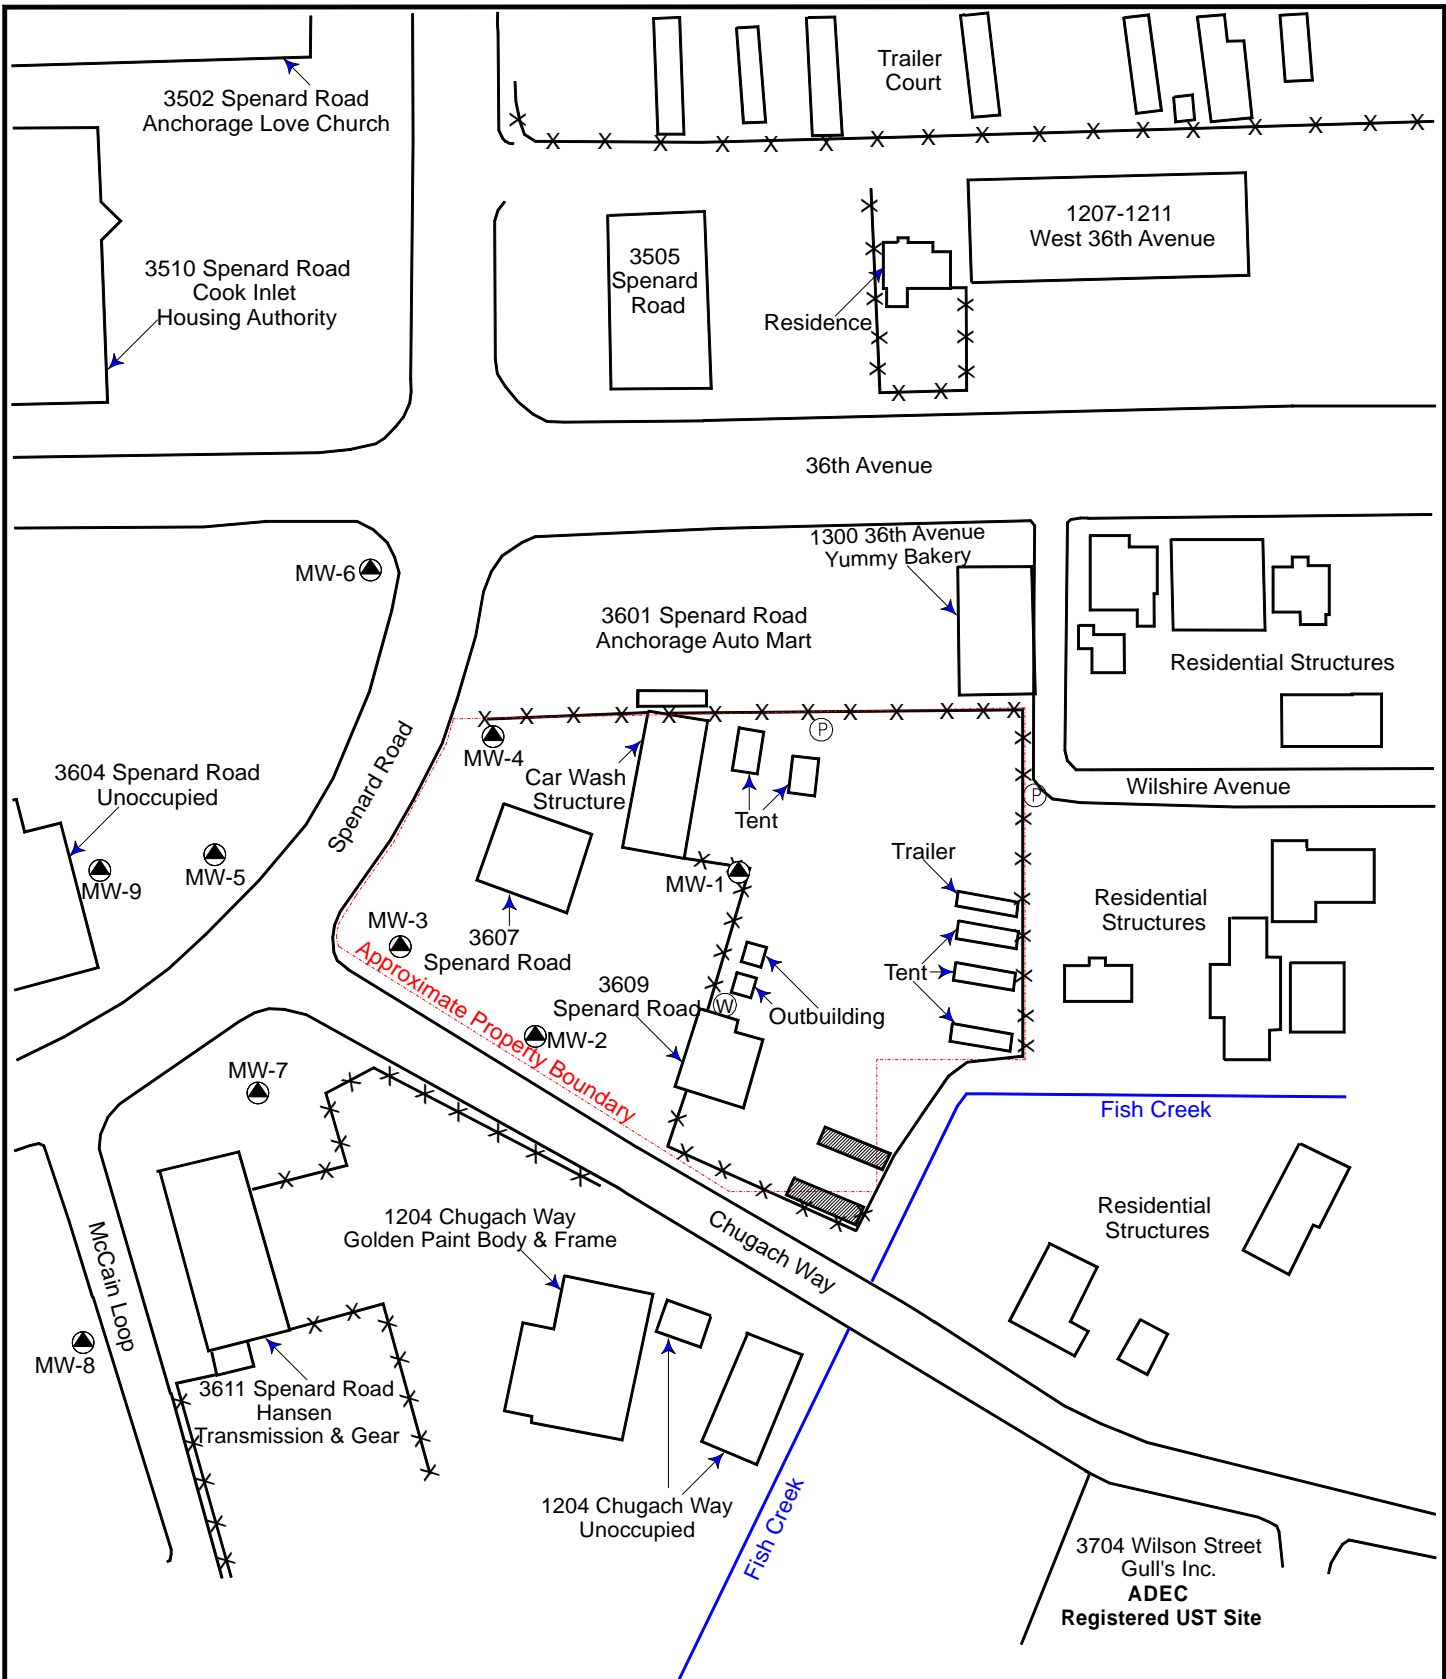 Trailer
Court
3502 Spenard Road
Anchorage Love Church
1207-1211
West 36th Avenue
3505
Spenard
Road
3510 Spenard Road
Cook Inlet
Housing Authority
Residence
36th Avenue
1300 36th Avenue
Yummy Bakery
MW-6
3601 Spenard Road
Anchorage Auto Mart
Residential Structures
P
MW-4
Spenard Road
3604 Spenard Road
Unoccupied
Car Wash
Structure
Wilshire Avenue
P
Tent
Trailer
MW-9
MW-5
MW-1
Residential
Structures
MW-3
3607
Spenard Road
Approximate Property Boundary
Tent
3609
Spenard Road
W
Outbuilding
MW-2
MW-7
Fish Creek
1204 Chugach Way
Golden Paint Body & Frame
Chugach Way
Residential
Structures
McCain Loop
MW-8
3611 Spenard Road
Hansen
Transmission & Gear
1204 Chugach Way
Unoccupied
Fish Creek
3704 Wilson Street
Gull's Inc.
ADEC
Registered UST Site